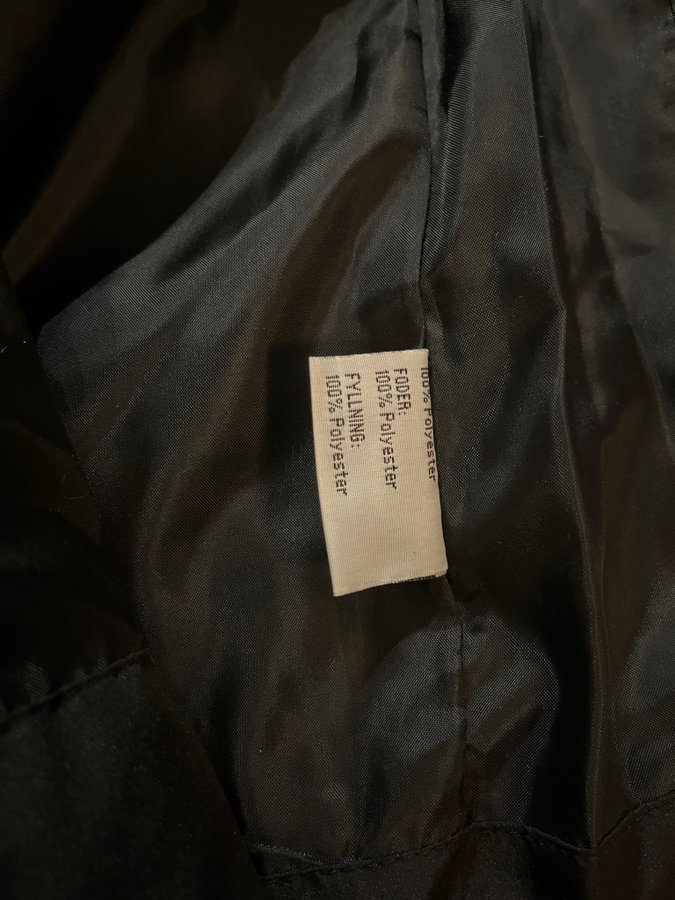 100% Polyester
FODER:
100% Polyester
FYLLNING:
100% Polyester